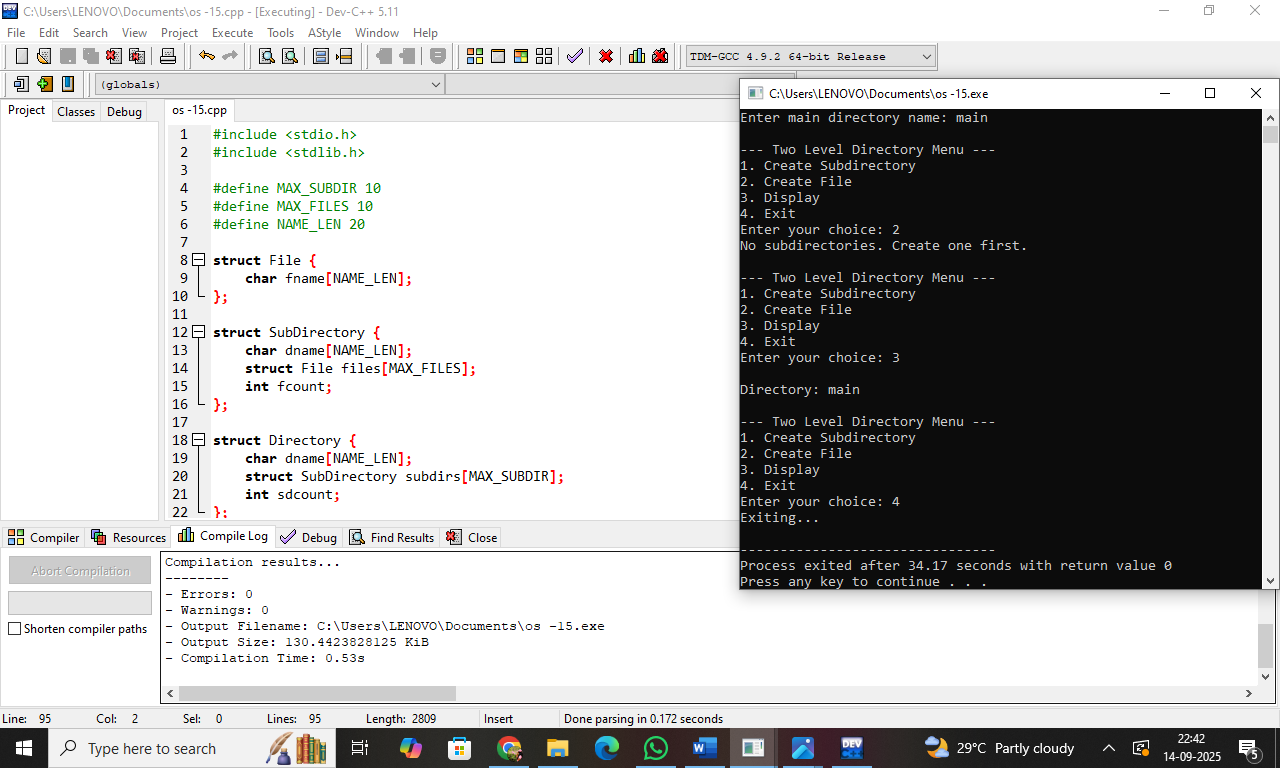 C:\Users\LENOVO\Documents\os -15.cpp - [Executing] - Dev-C++ 5.11
File Edit Search View Project Execute Tools AStyle Window Help
TDM-GCC 4.9.2 64-bit Release
(globals)
Project Classes Debug
os -15.cpp
1 #include <stdio.h>
2 #include <stdlib.h>
3
4 #define MAX_SUBDIR 10
5 #define MAX_FILES 10
6 #define NAME_LEN 20
7
8 struct File {
9 char fname[NAME_LEN];
10 };
11
12 struct SubDirectory {
13 char dname[NAME_LEN];
14 struct File files[MAX_FILES];
15 int fcount;
16 };
17
18 struct Directory {
19 char dname[NAME_LEN];
20 struct SubDirectory subdirs[MAX_SUBDIR];
21 int sdcount;
22 };
C:\Users\LENOVO\Documents\os -15.exe
Enter main directory name: main
--- Two Level Directory Menu ---
1. Create Subdirectory
2. Create File
3. Display
4. Exit
Enter your choice: 2
No subdirectories. Create one first.
--- Two Level Directory Menu ---
1. Create Subdirectory
2. Create File
3. Display
4. Exit
Enter your choice: 3
Directory: main
--- Two Level Directory Menu ---
1. Create Subdirectory
2. Create File
3. Display
4. Exit
Enter your choice: 4
Exiting...
--------------------------------
Process exited after 34.17 seconds with return value 0
Press any key to continue . . .
Compiler Resources Compile Log Debug Find Results Close
Abort Compilation
Shorten compiler paths
Compilation results...
--------
- Errors: 0
- Warnings: 0
- Output Filename: C:\Users\LENOVO\Documents\os -15.exe
- Output Size: 130.4423828125 KiB
- Compilation Time: 0.53s
Line: 95 Col: 2 Sel: 0 Lines: 95 Length: 2809 Insert Done parsing in 0.172 seconds
Type here to search
DEV
29°C Partly cloudy
22:42
14-09-2025
5